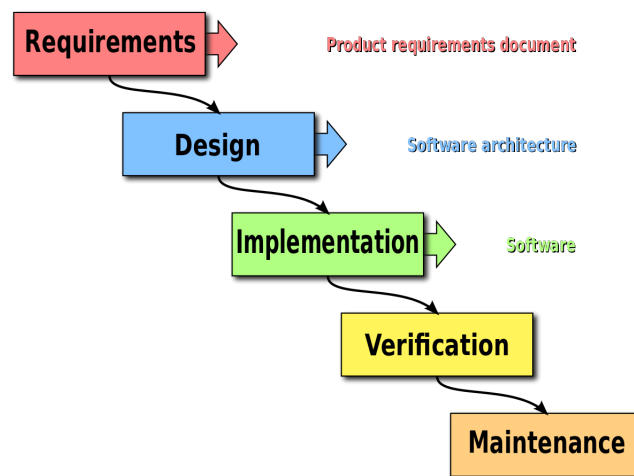 Requirements
Product requirements document
Design
Software architecture
Implementation
Software
Verification
Maintenance